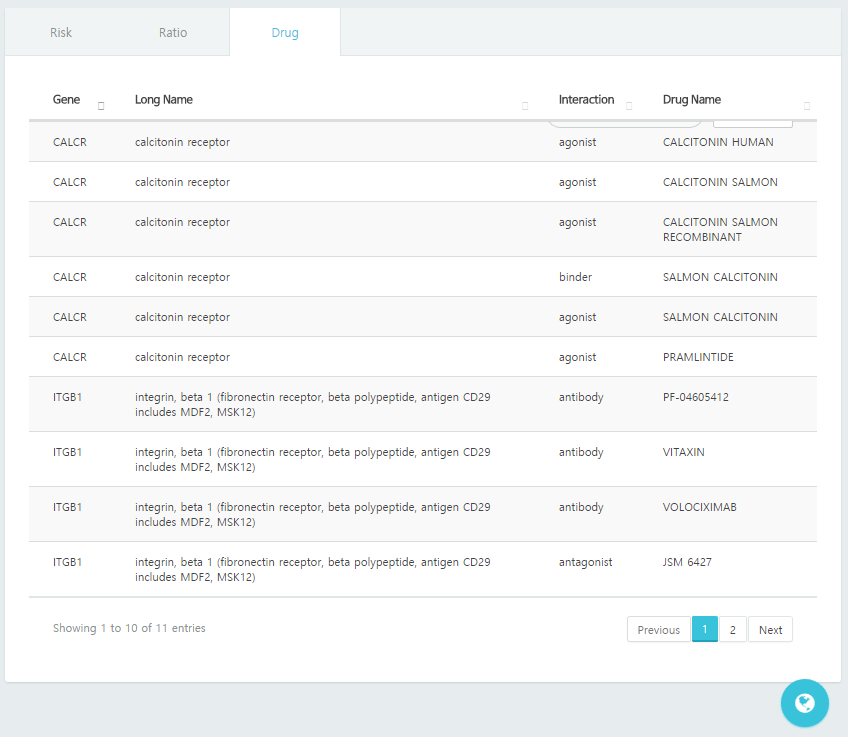 Risk Ratio Drug
Gene Long Name Interaction Drug Name
CALCR calcitonin receptor agonist CALCITONIN HUMAN
CALCR calcitonin receptor agonist CALCITONIN SALMON
CALCR calcitonin receptor agonist CALCITONIN SALMON
RECOMBINANT
CALCR calcitonin receptor binder SALMON CALCITONIN
CALCR calcitonin receptor agonist SALMON CALCITONIN
CALCR calcitonin receptor agonist PRAMLINTIDE
ITGB1 integrin, beta 1 (fibronectin receptor, beta polypeptide, antigen CD29 antibody PF-04605412
includes MDF2, MSK12)
ITGB1 integrin, beta 1 (fibronectin receptor, beta polypeptide, antigen CD29 antibody VITAXIN
includes MDF2, MSK12)
ITGB1 integrin, beta 1 (fibronectin receptor, beta polypeptide, antigen CD29 antibody VOLOCIXIMAB
includes MDF2, MSK12)
ITGB1 integrin, beta 1 (fibronectin receptor, beta polypeptide, antigen CD29 antagonist JSM 6427
includes MDF2, MSK12)
Showing 1 to 10 of 11 entries Previous 1 2 Next